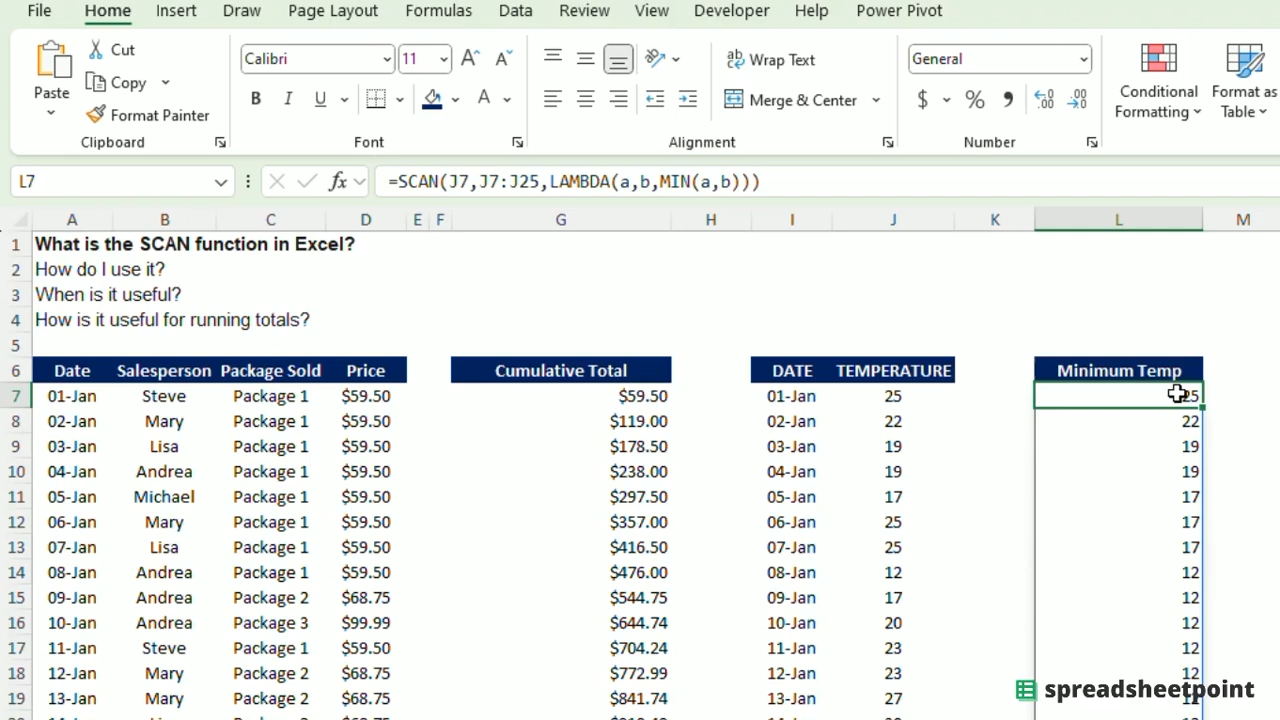 File Home Insert Draw Page Layout Formulas Data Review View Developer Help Power Pivot
Paste
Cut
Copy
Format Painter
Clipboard
Calibri 11
B I U A
Font
Wrap Text
Merge & Center
Alignment
General
$ % 9
Number
Conditional Formatting
Format as Table
L7 fx =SCAN(J7,J7:J25,LAMBDA(a,b,MIN(a,b)))
A B C D E F G H I J K L M
1 What is the SCAN function in Excel?
2 How do I use it?
3 When is it useful?
4 How is it useful for running totals?
5
6 Date Salesperson Package Sold Price Cumulative Total DATE TEMPERATURE Minimum Temp
7 01-Jan Steve Package 1 $59.50 $59.50 01-Jan 25 25
8 02-Jan Mary Package 1 $59.50 $119.00 02-Jan 22 22
9 03-Jan Lisa Package 1 $59.50 $178.50 03-Jan 19 19
10 04-Jan Andrea Package 1 $59.50 $238.00 04-Jan 19 19
11 05-Jan Michael Package 1 $59.50 $297.50 05-Jan 17 17
12 06-Jan Mary Package 1 $59.50 $357.00 06-Jan 25 17
13 07-Jan Lisa Package 1 $59.50 $416.50 07-Jan 25 17
14 08-Jan Andrea Package 1 $59.50 $476.00 08-Jan 12 12
15 09-Jan Andrea Package 2 $68.75 $544.75 09-Jan 17 12
16 10-Jan Andrea Package 3 $99.99 $644.74 10-Jan 20 12
17 11-Jan Steve Package 1 $59.50 $704.24 11-Jan 23 12
18 12-Jan Mary Package 2 $68.75 $772.99 12-Jan 23 12
19 13-Jan Mary Package 2 $68.75 $841.74 13-Jan 27
spreadsheetpoint